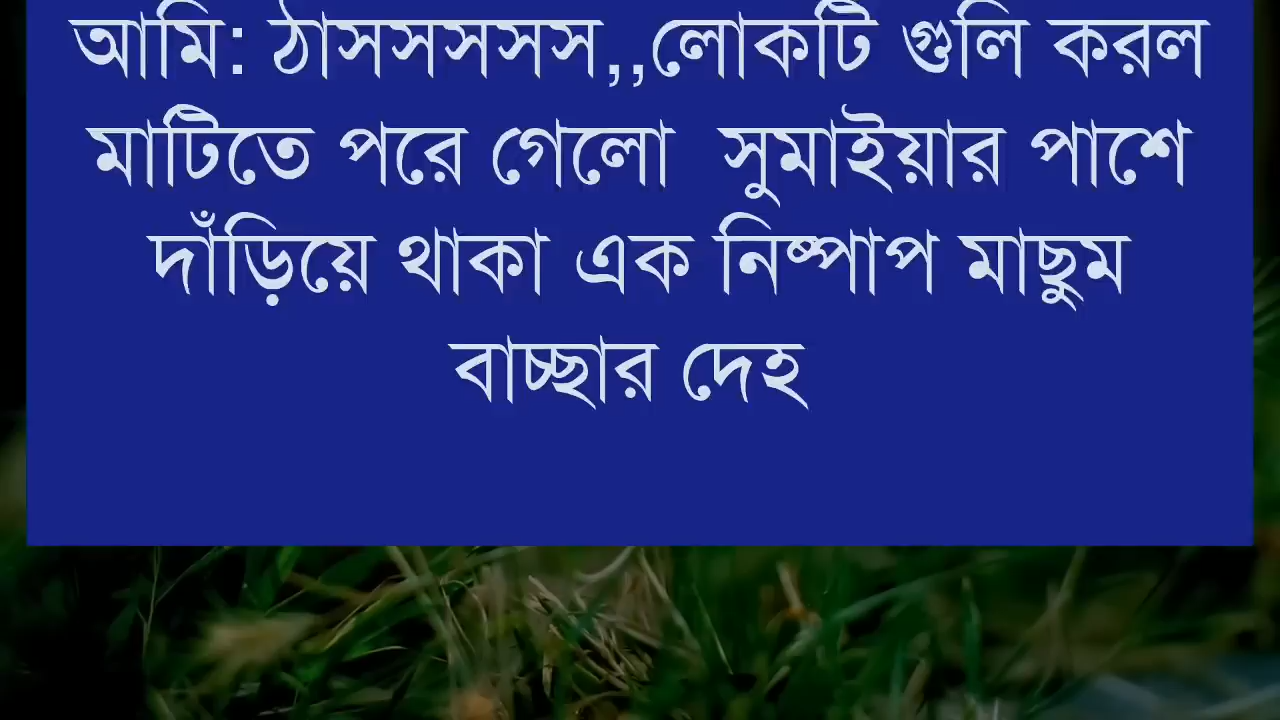 আমি: ঠাসসসসস,,লোকটি গুলি করল
মাটিতে পরে গেলো সুমাইয়ার পাশে
দাঁড়িয়ে থাকা এক নিষ্পাপ মাছুম
বাচ্ছার দেহ